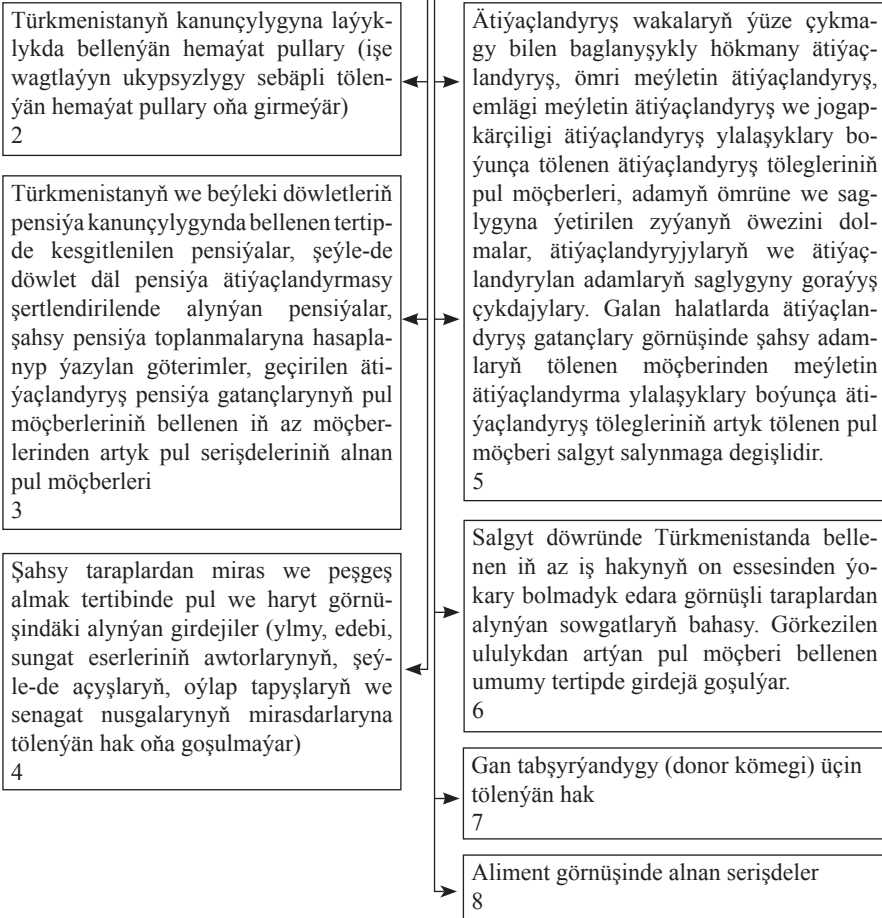 Türkmenistanyň kanunçylygyna laýyk-
lykda bellenýän hemaýat pullary (işe
wagtlaýyn ukypsyzlygy sebäpli tölen-
ýän hemaýat pullary oňa girmeýär)
2
Türkmenistanyň we beýleki döwletleriň
pensiýa kanunçylygynda bellenen tertip-
de kesgitlenilen pensiýalar, şeýle-de
döwlet däl pensiýa ätiýaçlandyrmasy
şertlendirilende alynýan pensiýalar,
şahsy pensiýa toplanmalaryna hasapla-
nyp ýazylan göterimler, geçirilen äti-
ýaçlandyryş pensiýa gatançlarynyň pul
möçberleriniň bellenen iň az möçber-
lerinden artyk pul serişdeleriniň alnan
pul möçberleri
3
Şahsy taraplardan miras we peşgeş
almak tertibinde pul we haryt görnü-
şindäki alynýan girdejiler (ylmy, edebi,
sungat eserleriniň awtorlarynyň, şeý-
le-de açyşlaryň, oýlap tapyşlaryň we
senagat nusgalarynyň mirasdarlaryna
tölenýän hak oňa goşulmaýar)
4
Ätiýaçlandyryş wakalaryň ýüze çykma-
gy bilen baglanyşykly hökmany ätiýaç-
landyryş, ömri meýletin ätiýaçlandyryş,
emlägi meýletin ätiýaçlandyryş we jogap-
kärçiligi ätiýaçlandyryş ylalaşyklary bo-
ýunça tölenen ätiýaçlandyryş tölegleriniň
pul möçberleri, adamyň ömrüne we sag-
lygyna ýetirilen zyýanyň öwezini dol-
malar, ätiýaçlandyryjylaryň we ätiýaç-
landyrylan adamlaryň saglygyny goraýyş
çykdajylary. Galan halatlarda ätiýaçlan-
dyryş gatançlary görnüşinde şahsy adam-
laryň tölenen möçberinden meýletin
ätiýaçlandyrma ylalaşyklary boýunça äti-
ýaçlandyryş tölegleriniň artyk tölenen pul
möçberi salgyt salynmaga degişlidir.
5
Salgyt döwründe Türkmenistanda belle-
nen iň az iş hakynyň on essesinden ýo-
kary bolmadyk edara görnüşli taraplardan
alynýan sowgatlaryň bahasy. Görkezilen
ululykdan artýan pul möçberi bellenen
umumy tertipde girdejä goşulýar.
6
Gan tabşyrýandygy (donor kömegi) üçin
tölenýän hak
7
Aliment görnüşinde alnan serişdeler
8